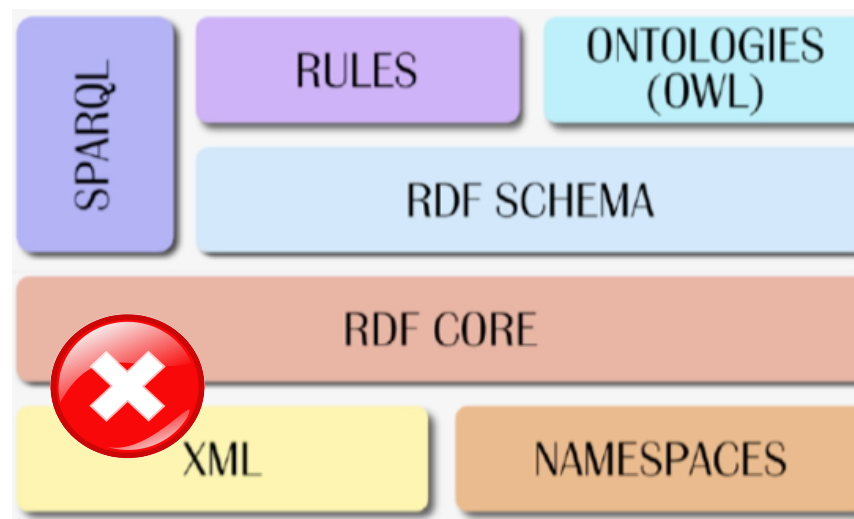 SPARQL
RULES
ONTOLOGIES
(OWL)
RDF SCHEMA
RDF CORE
XML
NAMESPACES